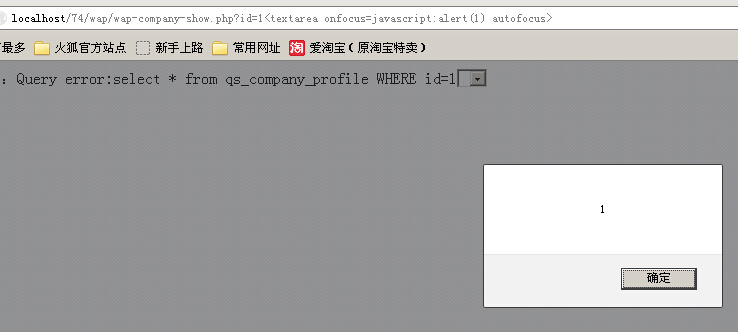 localhost/74/wap/wap-company-show.php?id=1<textarea onfocus=javascript:alert(1) autofocus>
最多 火狐官方站点 新手上路 常用网址 淘 爱淘宝（原淘宝特卖）
：Query error:select * from qs_company_profile WHERE id=1
1
确定